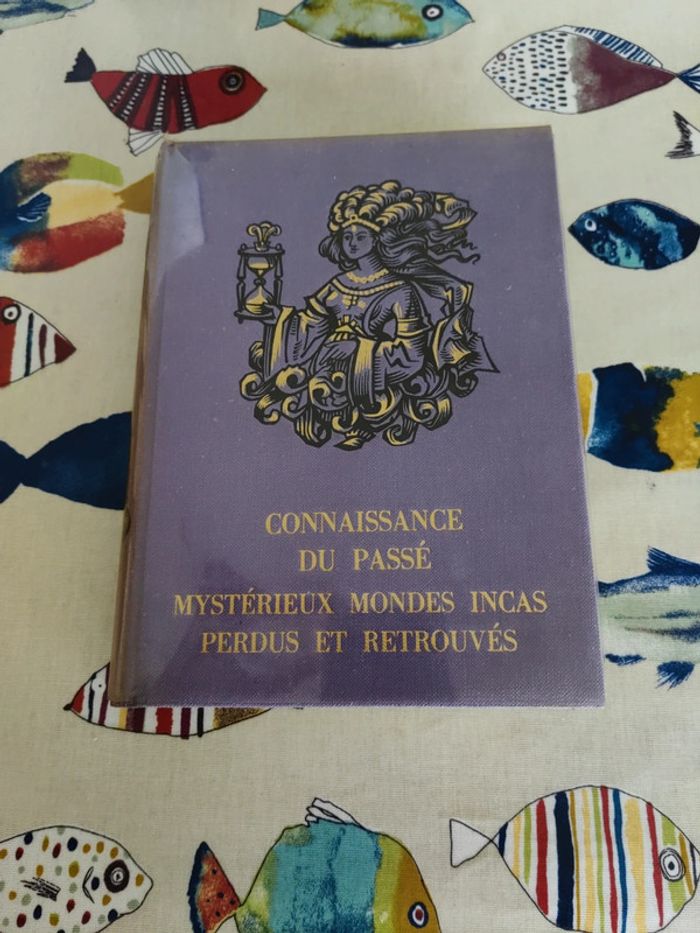 CONNAISSANCE
DU PASSÉ
MYSTÉRIEUX MONDES INCAS
PERDUS ET RETROUVÉS